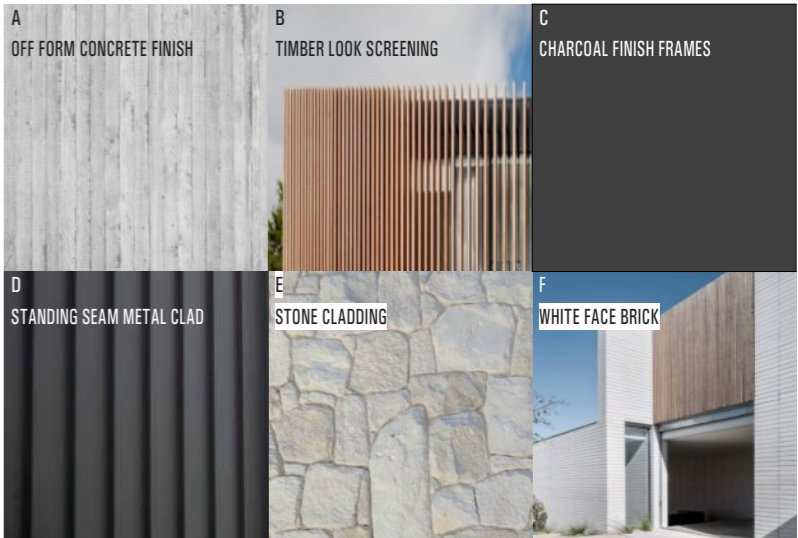 A
OFF FORM CONCRETE FINISH
B
TIMBER LOOK SCREENING
C
CHARCOAL FINISH FRAMES
D
STANDING SEAM METAL CLAD
E
STONE CLADDING
F
WHITE FACE BRICK